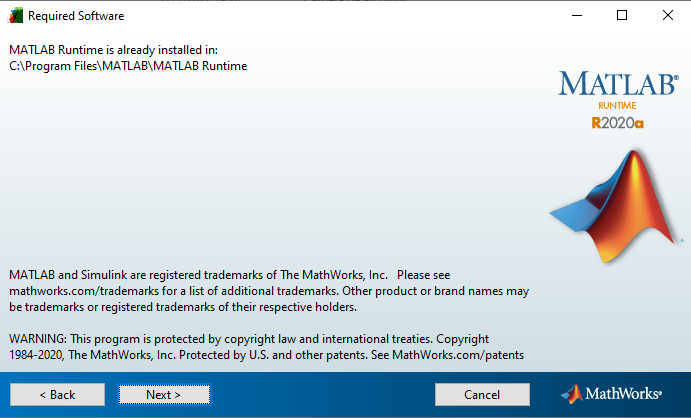 Required Software
MATLAB Runtime is already installed in:
C:\Program Files\MATLAB\MATLAB Runtime
MATLAB®
RUNTIME
R2020a
MATLAB and Simulink are registered trademarks of The MathWorks, Inc. Please see
mathworks.com/trademarks for a list of additional trademarks. Other product or brand names may
be trademarks or registered trademarks of their respective holders.
WARNING: This program is protected by copyright law and international treaties. Copyright
1984-2020, The MathWorks, Inc. Protected by U.S. and other patents. See MathWorks.com/patents
< Back
Next >
Cancel
MathWorks®